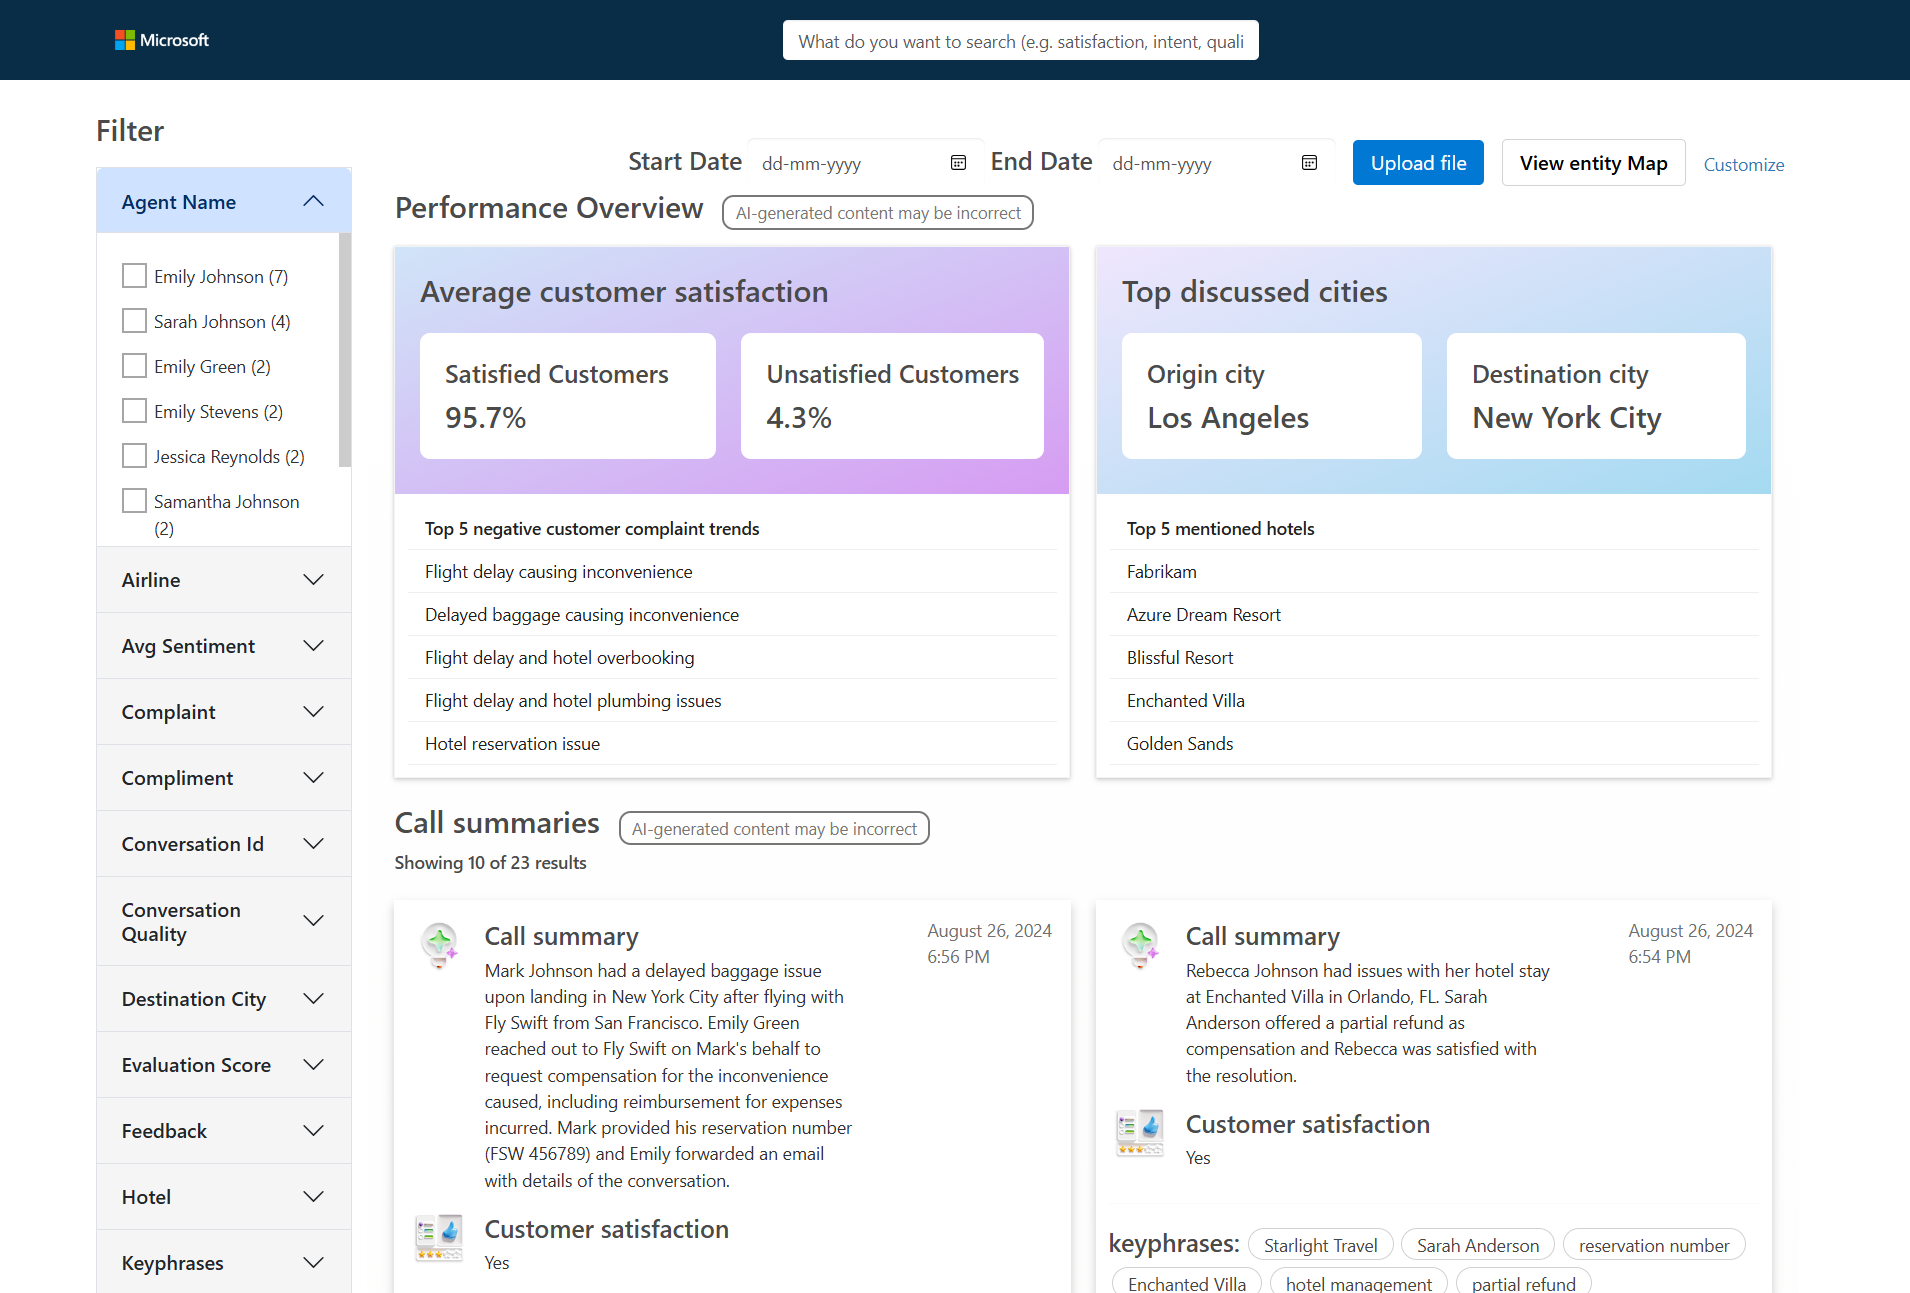 Microsoft
What do you want to search (e.g. satisfaction, intent, quali
Filter
Start Date dd-mm-yyyy End Date dd-mm-yyyy Upload file View entity Map Customize
Agent Name
Emily Johnson (7)
Sarah Johnson (4)
Emily Green (2)
Emily Stevens (2)
Jessica Reynolds (2)
Samantha Johnson
(2)
Airline
Avg Sentiment
Complaint
Compliment
Conversation Id
Conversation
Quality
Destination City
Evaluation Score
Feedback
Hotel
Keyphrases
Performance Overview AI-generated content may be incorrect
Average customer satisfaction
Satisfied Customers
95.7%
Unsatisfied Customers
4.3%
Top 5 negative customer complaint trends
Flight delay causing inconvenience
Delayed baggage causing inconvenience
Flight delay and hotel overbooking
Flight delay and hotel plumbing issues
Hotel reservation issue
Top discussed cities
Origin city
Los Angeles
Destination city
New York City
Top 5 mentioned hotels
Fabrikam
Azure Dream Resort
Blissful Resort
Enchanted Villa
Golden Sands
Call summaries AI-generated content may be incorrect
Showing 10 of 23 results
Call summary
August 26, 2024
6:56 PM
Mark Johnson had a delayed baggage issue
upon landing in New York City after flying with
Fly Swift from San Francisco. Emily Green
reached out to Fly Swift on Mark's behalf to
request compensation for the inconvenience
caused, including reimbursement for expenses
incurred. Mark provided his reservation number
(FSW 456789) and Emily forwarded an email
with details of the conversation.
Customer satisfaction
Yes
Call summary
August 26, 2024
6:54 PM
Rebecca Johnson had issues with her hotel stay
at Enchanted Villa in Orlando, FL. Sarah
Anderson offered a partial refund as
compensation and Rebecca was satisfied with
the resolution.
Customer satisfaction
Yes
keyphrases: Starlight Travel Sarah Anderson reservation number
Enchanted Villa hotel management partial refund